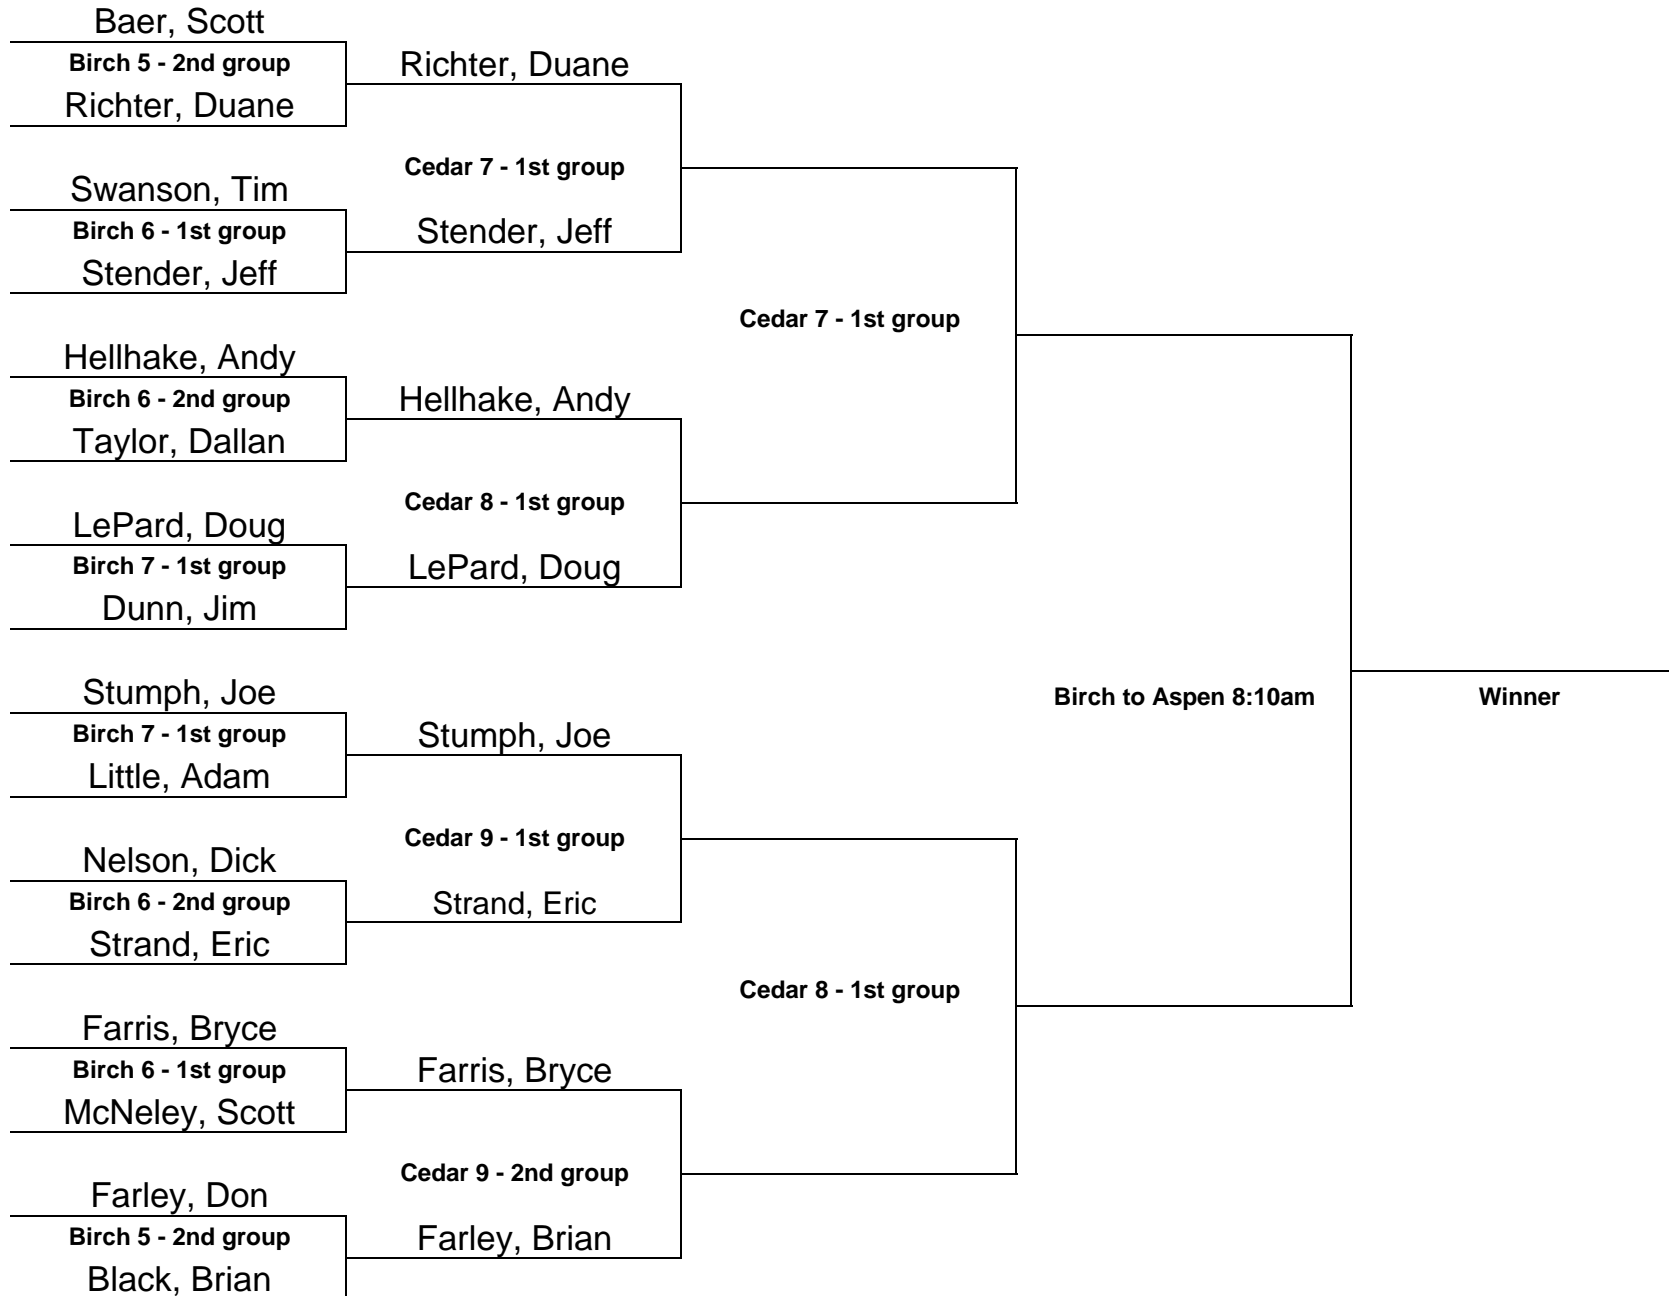 Baer, Scott
Birch 5 - 2nd group
Richter, Duane
Swanson, Tim
Birch 6 - 1st group
Stender, Jeff
Hellhake, Andy
Birch 6 - 2nd group
Taylor, Dallan
LePard, Doug
Birch 7 - 1st group
Dunn, Jim
Stumph, Joe
Birch 7 - 1st group
Little, Adam
Nelson, Dick
Birch 6 - 2nd group
Strand, Eric
Farris, Bryce
Birch 6 - 1st group
McNeley, Scott
Farley, Don
Birch 5 - 2nd group
Black, Brian
Richter, Duane
Cedar 7 - 1st group
Stender, Jeff
Hellhake, Andy
Cedar 8 - 1st group
LePard, Doug
Stumph, Joe
Cedar 9 - 1st group
Strand, Eric
Farris, Bryce
Cedar 9 - 2nd group
Farley, Brian
Cedar 7 - 1st group
Cedar 8 - 1st group
Birch to Aspen 8:10am
Winner